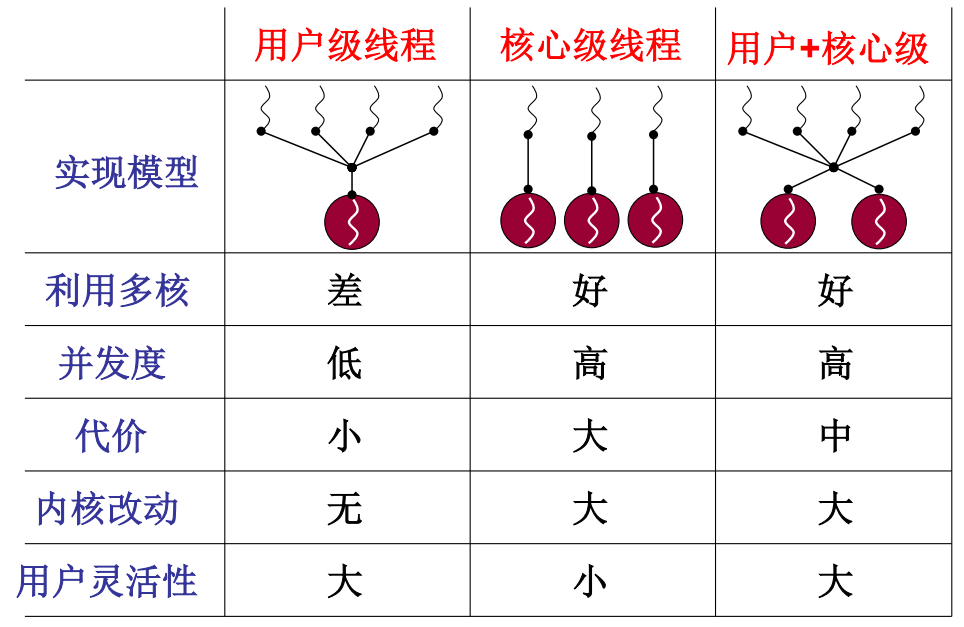 用户级线程 核心级线程 用户+核心级
实现模型
利用多核 差 好 好
并发度 低 高 高
代价 小 大 中
内核改动 无 大 大
用户灵活性 大 小 大